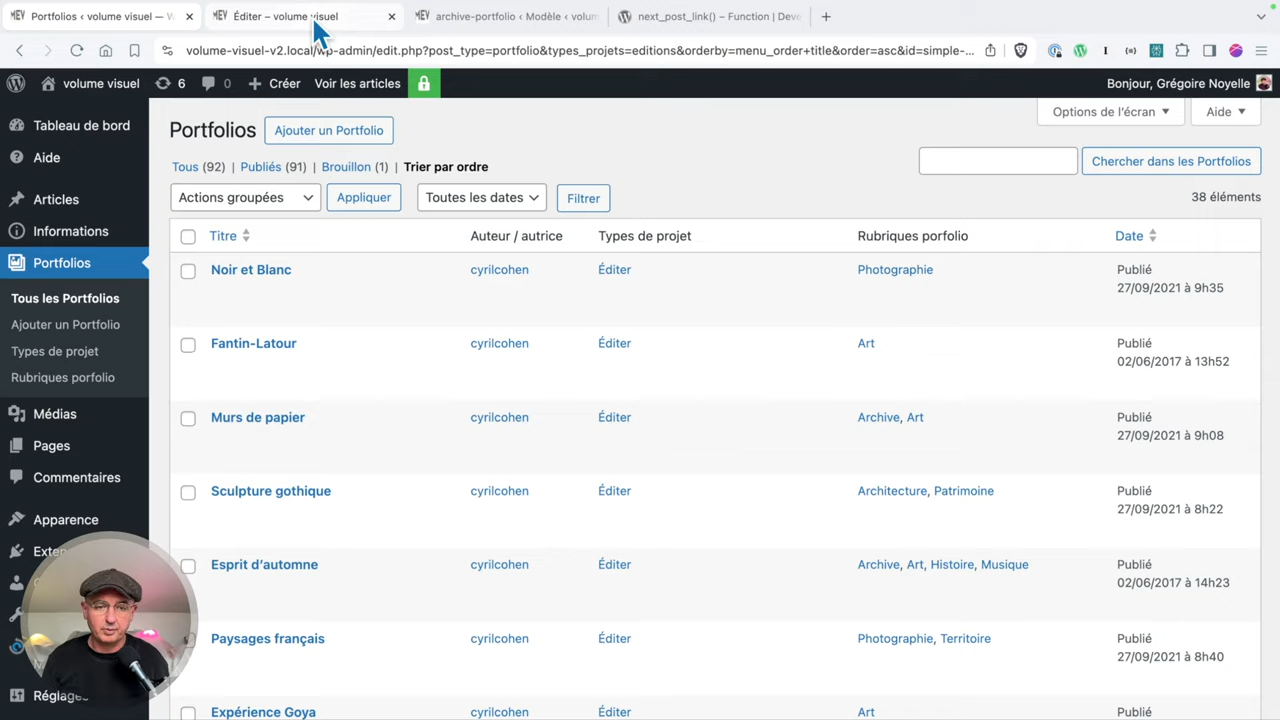 MEV Portfolios ‹ volume visuel — W
MEV Éditer – volume visuel
MEV archive-portfolio ‹ Modèle ‹ volum
next_post_link() – Function | Deve
volume-visuel-v2.local/wp-admin/edit.php?post_type=portfolio&types_projets=editions&orderby=menu_order+title&order=asc&id=simple-...
volume visuel
6
0
Créer
Voir les articles
Bonjour, Grégoire Noyelle
Tableau de bord
Aide
Articles
Informations
Portfolios
Tous les Portfolios
Ajouter un Portfolio
Types de projet
Rubriques porfolio
Médias
Pages
Commentaires
Apparence
Exten
Réglages
Options de l'écran
Aide
Portfolios
Ajouter un Portfolio
Tous (92) | Publiés (91) | Brouillon (1) | Trier par ordre
Chercher dans les Portfolios
Actions groupées
Appliquer
Toutes les dates
Filtrer
38 éléments
Titre Auteur / autrice Types de projet Rubriques porfolio Date
Noir et Blanc cyrilcohen Éditer Photographie Publié
27/09/2021 à 9h35
Fantin-Latour cyrilcohen Éditer Art Publié
02/06/2017 à 13h52
Murs de papier cyrilcohen Éditer Archive, Art Publié
27/09/2021 à 9h08
Sculpture gothique cyrilcohen Éditer Architecture, Patrimoine Publié
27/09/2021 à 8h22
Esprit d'automne cyrilcohen Éditer Archive, Art, Histoire, Musique Publié
02/06/2017 à 14h23
Paysages français cyrilcohen Éditer Photographie, Territoire Publié
27/09/2021 à 8h40
Expérience Goya cyrilcohen Éditer Art Publié